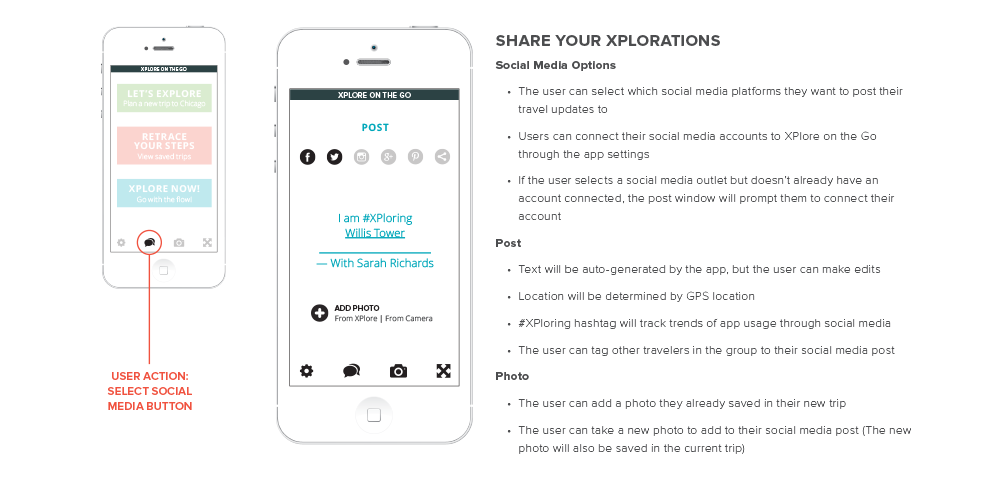 XPLORE ON THE GO
LET'S EXPLORE
Plan a new trip to Chicago
RETRACE
YOUR STEPS
View saved trips
XPLORE NOW!
Go with the flow!
USER ACTION:
SELECT SOCIAL
MEDIA BUTTON
XPLORE ON THE GO
POST
I am #XPloring
Willis Tower
— With Sarah Richards
ADD PHOTO
From XPlore | From Camera
SHARE YOUR XPLORATIONS
Social Media Options
• The user can select which social media platforms they want to post their
travel updates to
• Users can connect their social media accounts to XPlore on the Go
through the app settings
• If the user selects a social media outlet but doesn't already have an
account connected, the post window will prompt them to connect their
account
Post
• Text will be auto-generated by the app, but the user can make edits
• Location will be determined by GPS location
• #XPloring hashtag will track trends of app usage through social media
• The user can tag other travelers in the group to their social media post
Photo
• The user can add a photo they already saved in their new trip
• The user can take a new photo to add to their social media post (The new
photo will also be saved in the current trip)